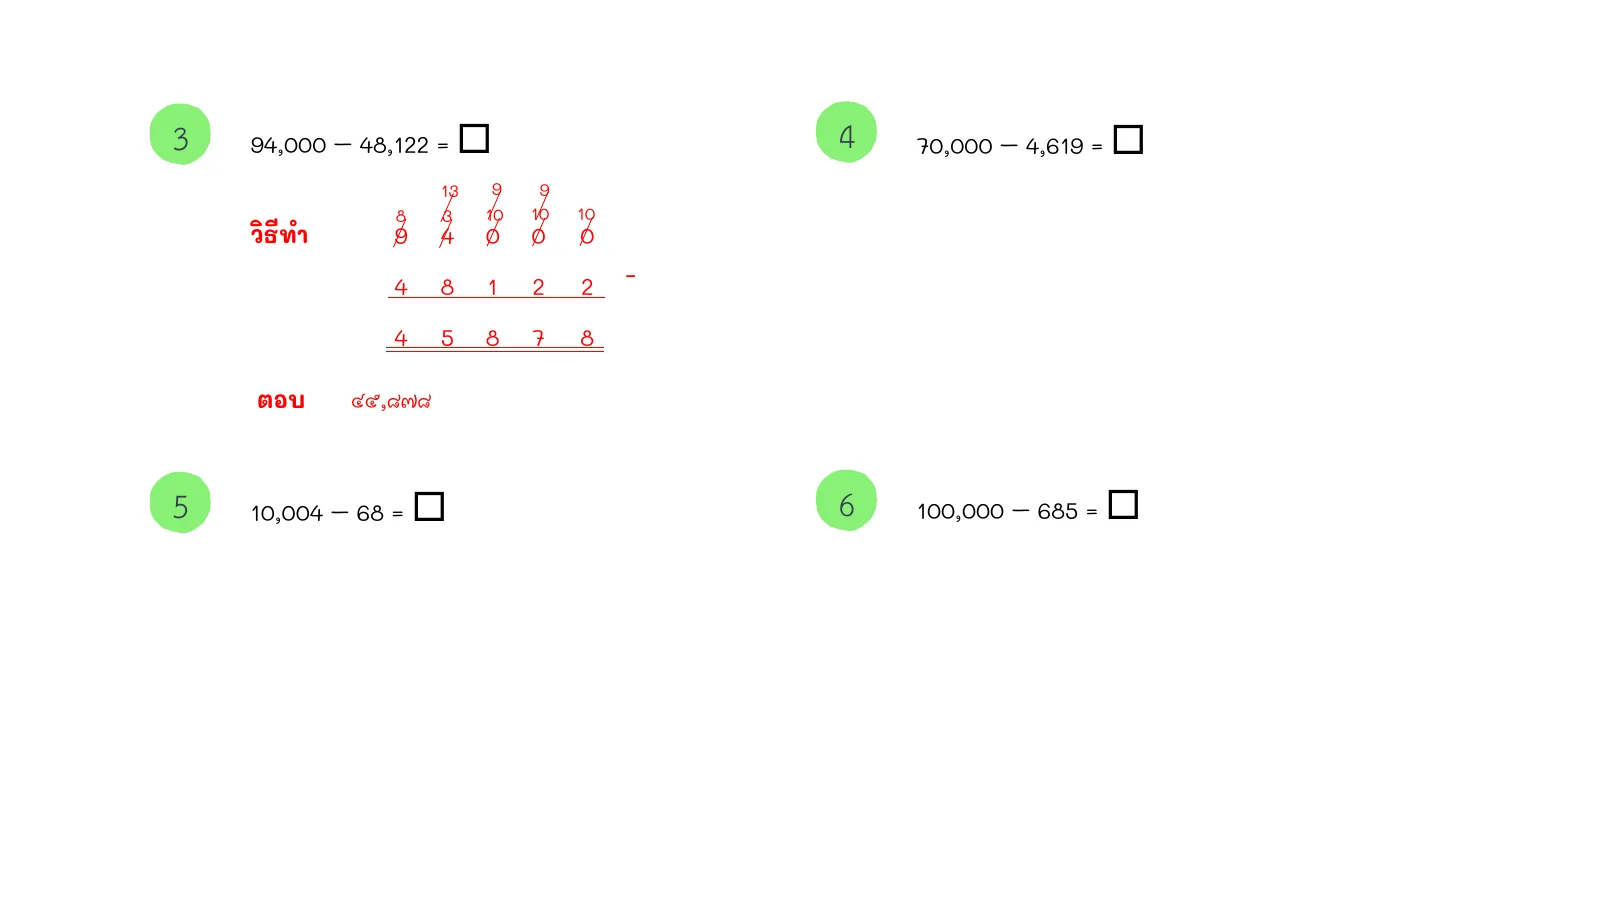 3
94,000 – 48,122 = □
13 9 9
8 3 10 10 10
วิธีทำ 9 4 0 0 0
-
4 8 1 2 2
4 5 8 7 8
ตอบ ๔๕,๘๗๘
4
70,000 – 4,619 = □
5
10,004 – 68 = □
6
100,000 – 685 = □